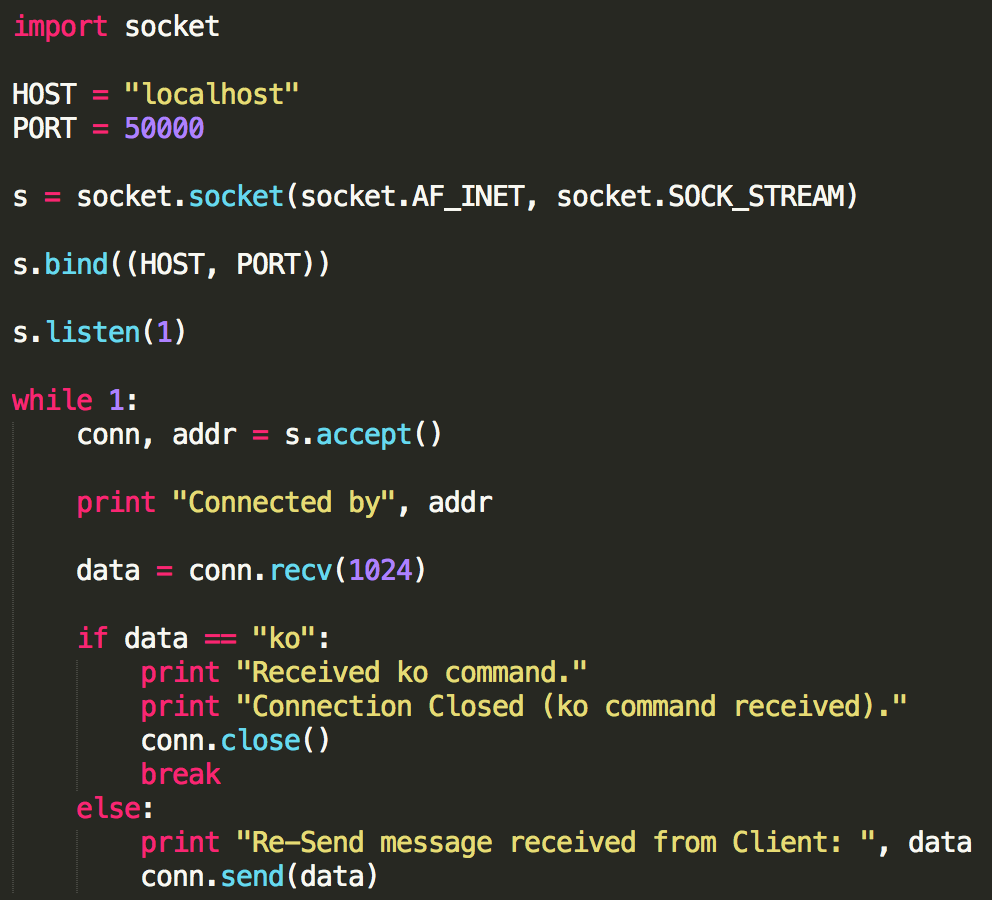 import socket
HOST = "localhost"
PORT = 50000
s = socket.socket(socket.AF_INET, socket.SOCK_STREAM)
s.bind((HOST, PORT))
s.listen(1)
while 1:
    conn, addr = s.accept()
    print "Connected by", addr
    data = conn.recv(1024)
    if data == "ko":
        print "Received ko command."
        print "Connection Closed (ko command received)."
        conn.close()
        break
    else:
        print "Re-Send message received from Client: ", data
        conn.send(data)